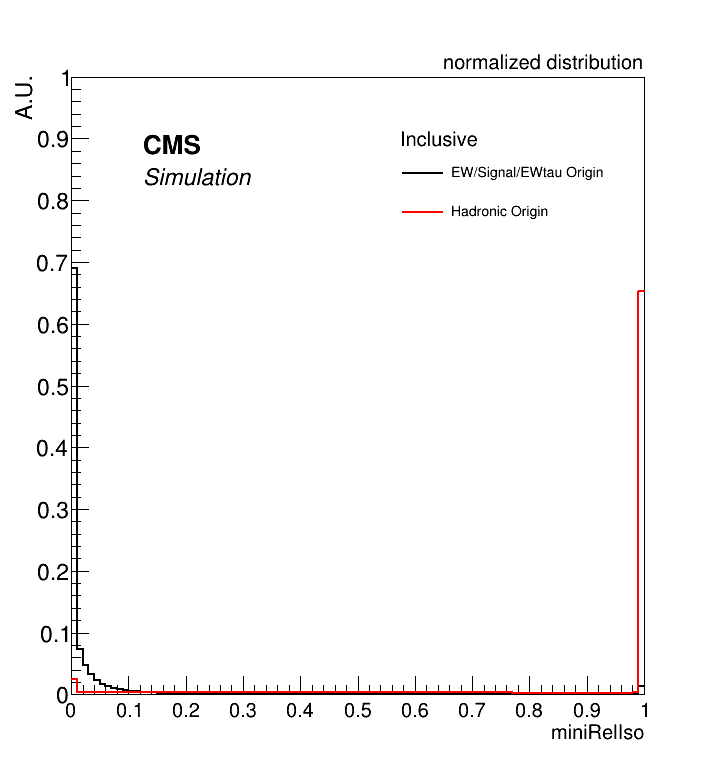 normalized distribution
A.U.
1
0.9
0.8
0.7
0.6
0.5
0.4
0.3
0.2
0.1
0
CMS
Simulation
Inclusive
EW/Signal/EWtau Origin
Hadronic Origin
0 0.1 0.2 0.3 0.4 0.5 0.6 0.7 0.8 0.9 1
miniRelIso